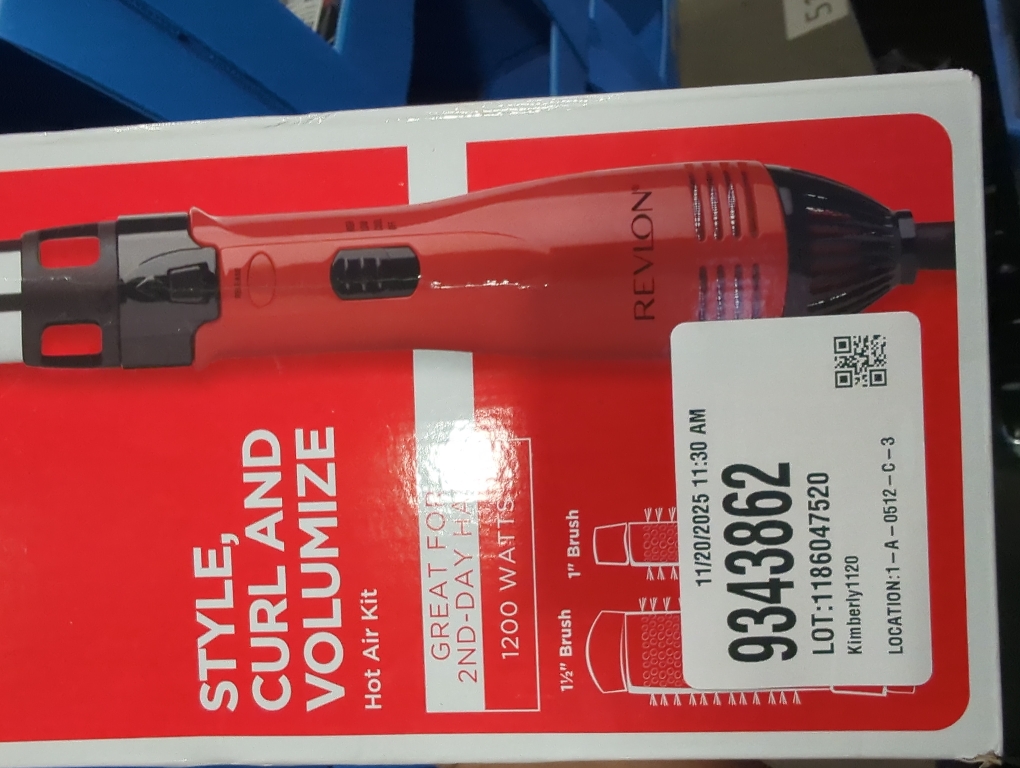 REVLON
STYLE,
CURL AND
VOLUMIZE
Hot Air Kit
GREAT FOR
2ND-DAY HA
1200 WATTS
1½" Brush
1" Brush
11/20/2025 11:30 AM
9343862
LOT:1186047520
Kimberly1120
LOCATION:1-A-0512-C-3